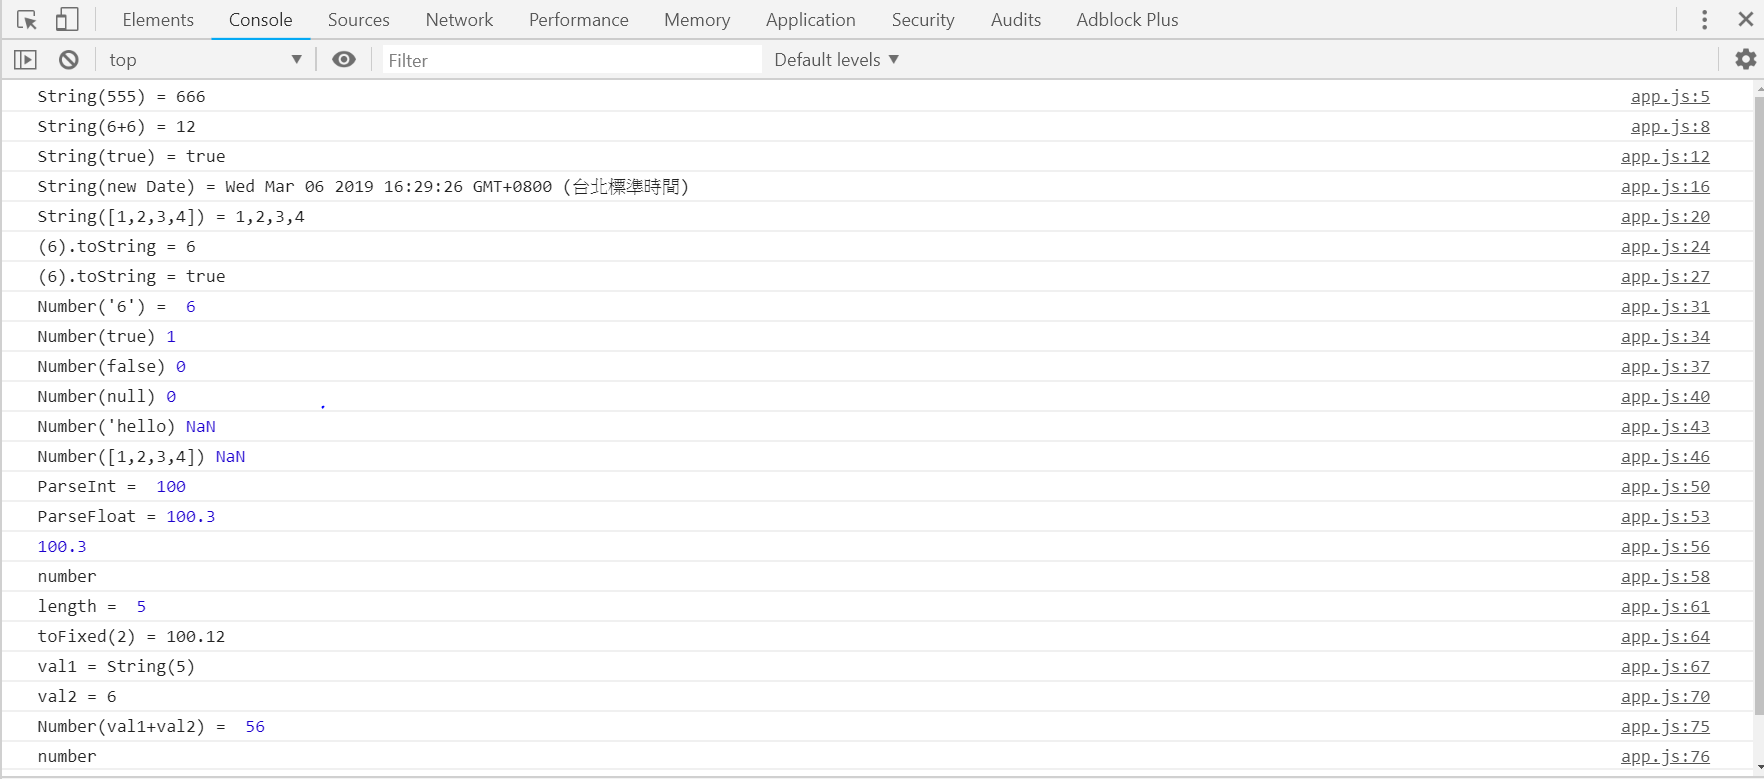 Elements Console Sources Network Performance Memory Application Security Audits Adblock Plus
top Filter Default levels
String(555) = 666 app.js:5
String(6+6) = 12 app.js:8
String(true) = true app.js:12
String(new Date) = Wed Mar 06 2019 16:29:26 GMT+0800 (台北標準時間) app.js:16
String([1,2,3,4]) = 1,2,3,4 app.js:20
(6).toString = 6 app.js:24
(6).toString = true app.js:27
Number('6') =  6 app.js:31
Number(true) 1 app.js:34
Number(false) 0 app.js:37
Number(null) 0 app.js:40
Number('hello) NaN app.js:43
Number([1,2,3,4]) NaN app.js:46
ParseInt =  100 app.js:50
ParseFloat = 100.3 app.js:53
100.3 app.js:56
number app.js:58
length =  5 app.js:61
toFixed(2) = 100.12 app.js:64
val1 = String(5) app.js:67
val2 = 6 app.js:70
Number(val1+val2) =  56 app.js:75
number app.js:76